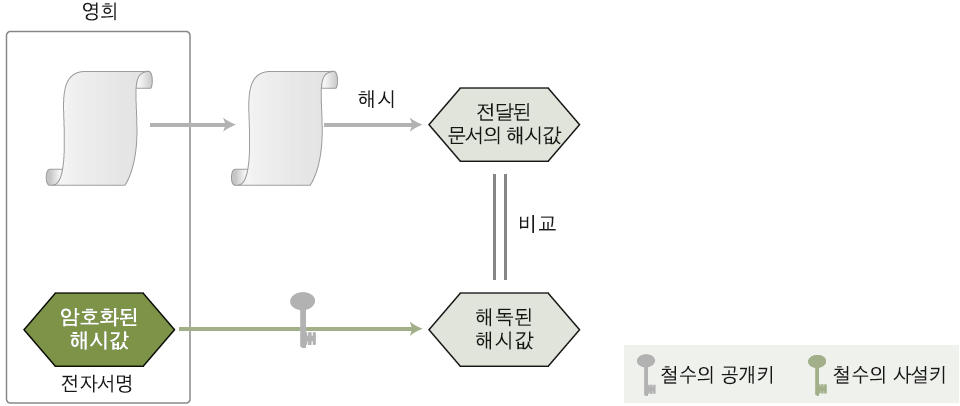 영희
해시
전달된
문서의 해시값
비교
암호화된
해시값
전자서명
해독된
해시값
철수의 공개키
철수의 사설키